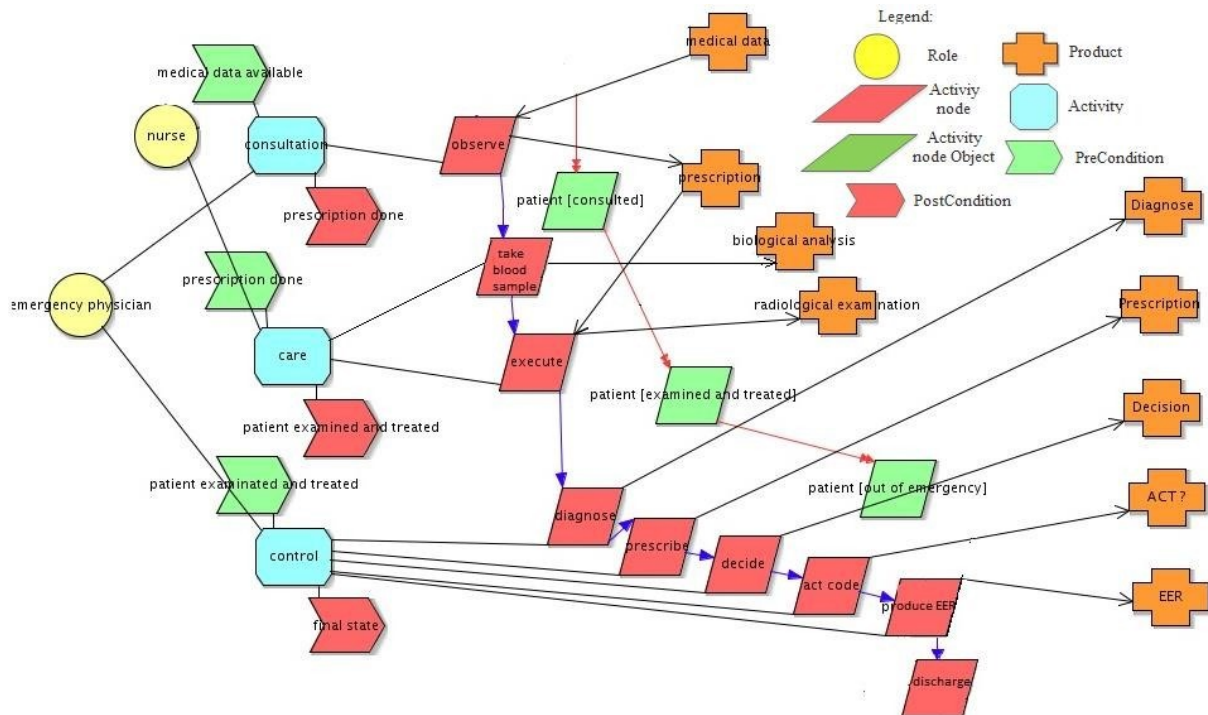 Legend:
medical data
Role
Product
medical data available
Activiy
node
Activity
nurse
consultation
observe
Activity
node Object
PreCondition
prescription
PostCondition
patient [consulted]
Diagnose
prescription done
biological analysis
take
blood
sample
prescription done
emergency physician
radiological examination
Prescription
care
execute
patient [examined and treated]
Decision
patient examined and treated
patient examinated and treated
patient [out of emergency]
ACT ?
diagnose
prescribe
control
decide
act code
produce EER
EER
final state
discharge